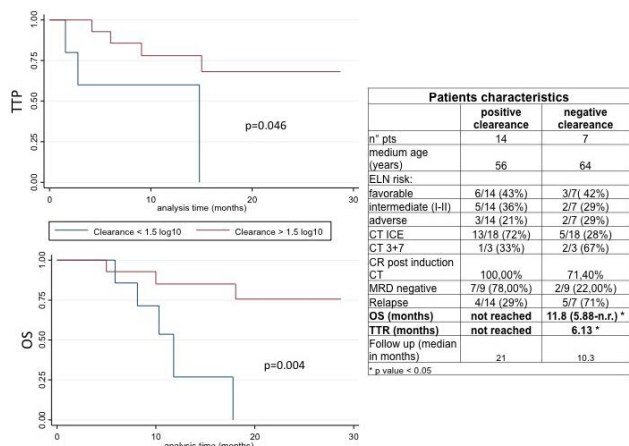 1.00
0.75
0.50
0.25
0.00
TTP
p=0.046
0 10 20 30
analysis time (months)
Clearance < 1.5 log10 Clearance > 1.5 log10
1.00
0.75
0.50
0.25
0.00
OS
p=0.004
0 10 20 30
analysis time (months)
Patients characteristics
positive clereance negative cleareance
n° pts 14 7
medium age (years) 56 64
ELN risk:
favorable 6/14 (43%) 3/7( 42%)
intermediate (I-II) 5/14 (36%) 2/7 (29%)
adverse 3/14 (21%) 2/7 (29%)
CT ICE 13/18 (72%) 5/18 (28%)
CT 3+7 1/3 (33%) 2/3 (67%)
CR post induction CT 100,00% 71,40%
MRD negative 7/9 (78,00%) 2/9 (22,00%)
Relapse 4/14 (29%) 5/7 (71%)
OS (months) not reached 11.8 (5.88-n.r.) *
TTR (months) not reached 6.13 *
Follow up (median in months) 21 10.3
* p value < 0.05